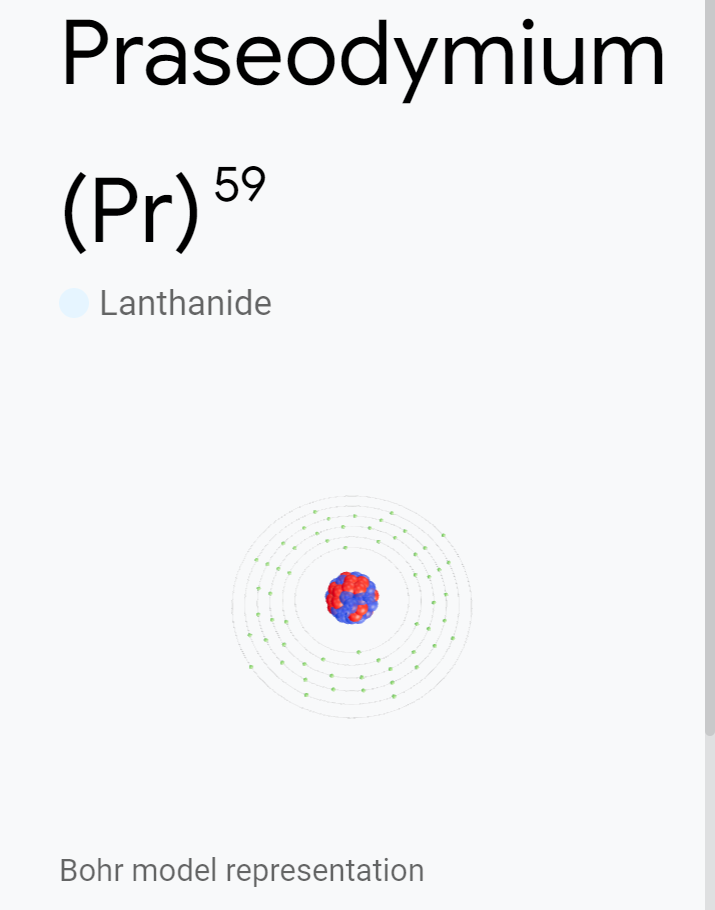 Praseodymium
(Pr)⁵⁹
Lanthanide
Bohr model representation